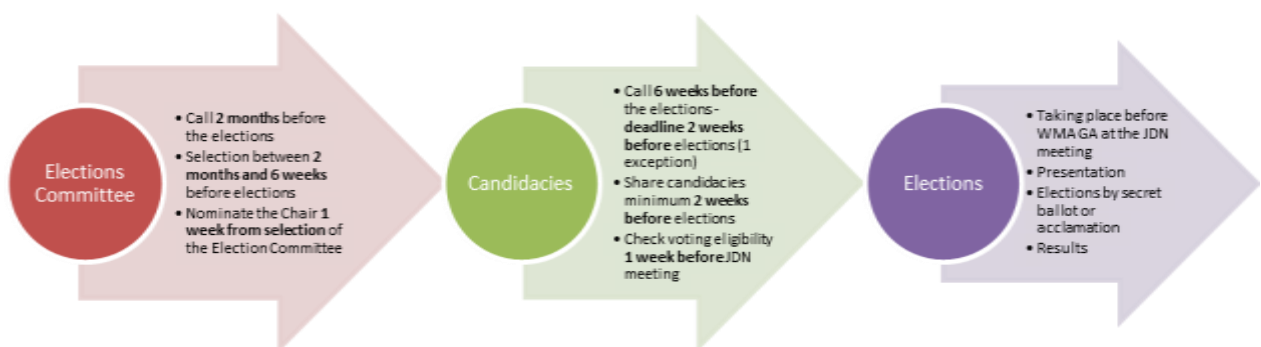 Elections
Committee
• Call 2 months before
the elections
• Selection between 2
months and 6 weeks
before elections
• Nominate the Chair 1
week from selection of
the Election Committee
Candidacies
• Call 6 weeks before
the elections-
deadline 2 weeks
before elections (1
exception)
• Share candidacies
minimum 2 weeks
before elections
• Check voting eligibility
1 week before JDN
meeting
Elections
• Taking place before
WMA GA at the JDN
meeting
• Presentation
• Elections by secret
ballot or
acclamation
• Results